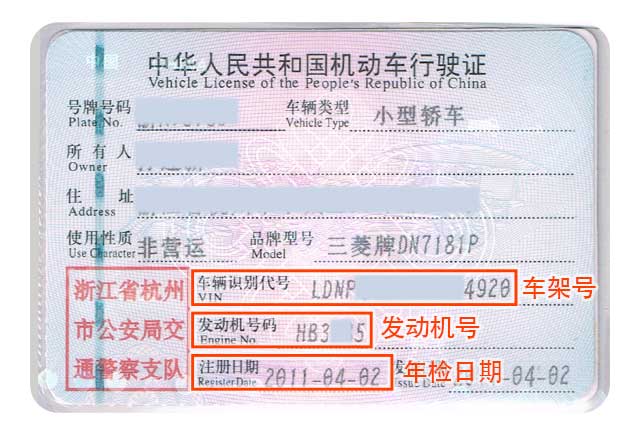 中华人民共和国机动车行驶证
Vehicle License of the People's Republic of China
号牌号码 车辆类型 小型轿车
Plate No. Vehicle Type
所有人
Owner
住址
Address
使用性质 非营运 品牌型号 三菱牌DN7181P
Use Character Model
浙江省杭州 车辆识别代号 LDNP 4920 车架号
VIN
市公安局交 发动机号码 HB3 5 发动机号
Engine No.
通警察支队 注册日期 2011-04-02 年检日期 -04-02
Register Date Issue Date